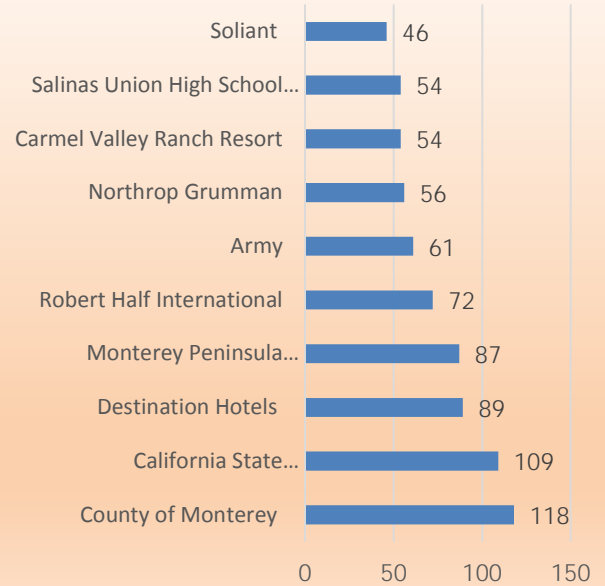 Soliant 46
Salinas Union High School... 54
Carmel Valley Ranch Resort 54
Northrop Grumman 56
Army 61
Robert Half International 72
Monterey Peninsula... 87
Destination Hotels 89
California State... 109
County of Monterey 118
0 50 100 150